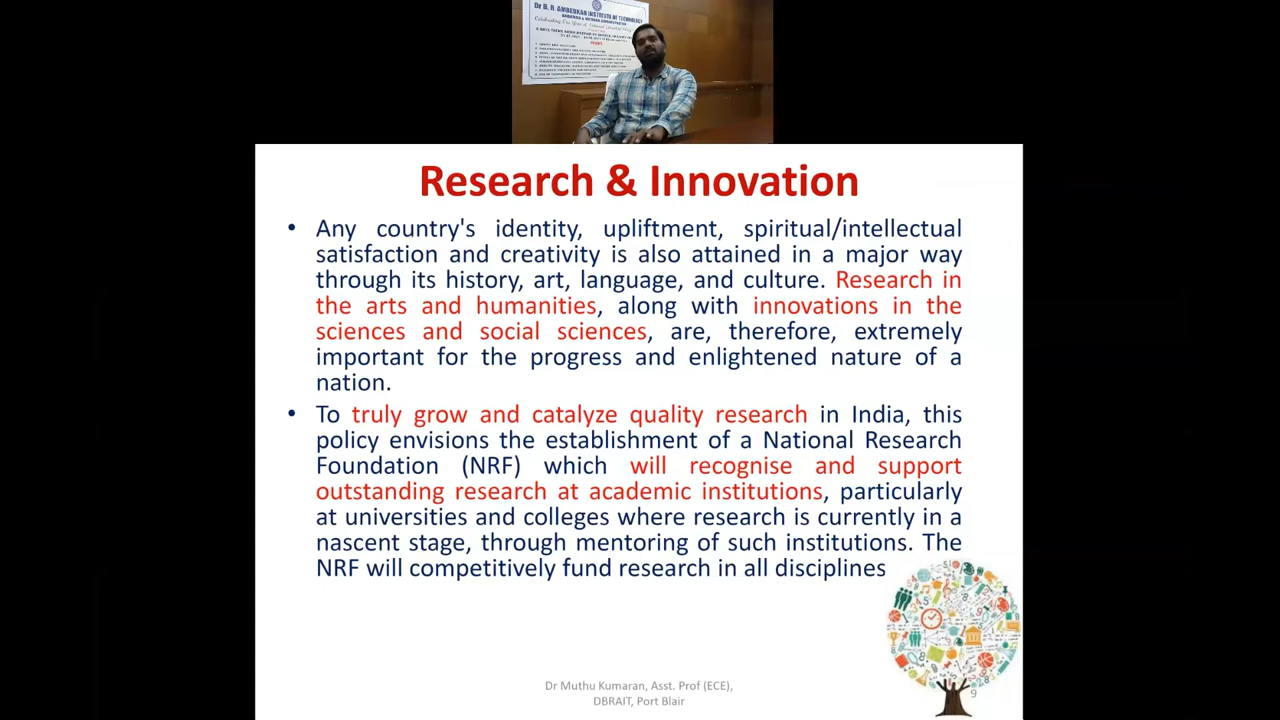 Dr B. R. AMBEDKAR INSTITUTE OF TECHNOLOGY
Research & Innovation
• Any country's identity, upliftment, spiritual/intellectual
satisfaction and creativity is also attained in a major way
through its history, art, language, and culture. Research in
the arts and humanities, along with innovations in the
sciences and social sciences, are, therefore, extremely
important for the progress and enlightened nature of a
nation.
• To truly grow and catalyze quality research in India, this
policy envisions the establishment of a National Research
Foundation (NRF) which will recognise and support
outstanding research at academic institutions, particularly
at universities and colleges where research is currently in a
nascent stage, through mentoring of such institutions. The
NRF will competitively fund research in all disciplines
Dr Muthu Kumaran, Asst. Prof (ECE),
DBRAIT, Port Blair
9